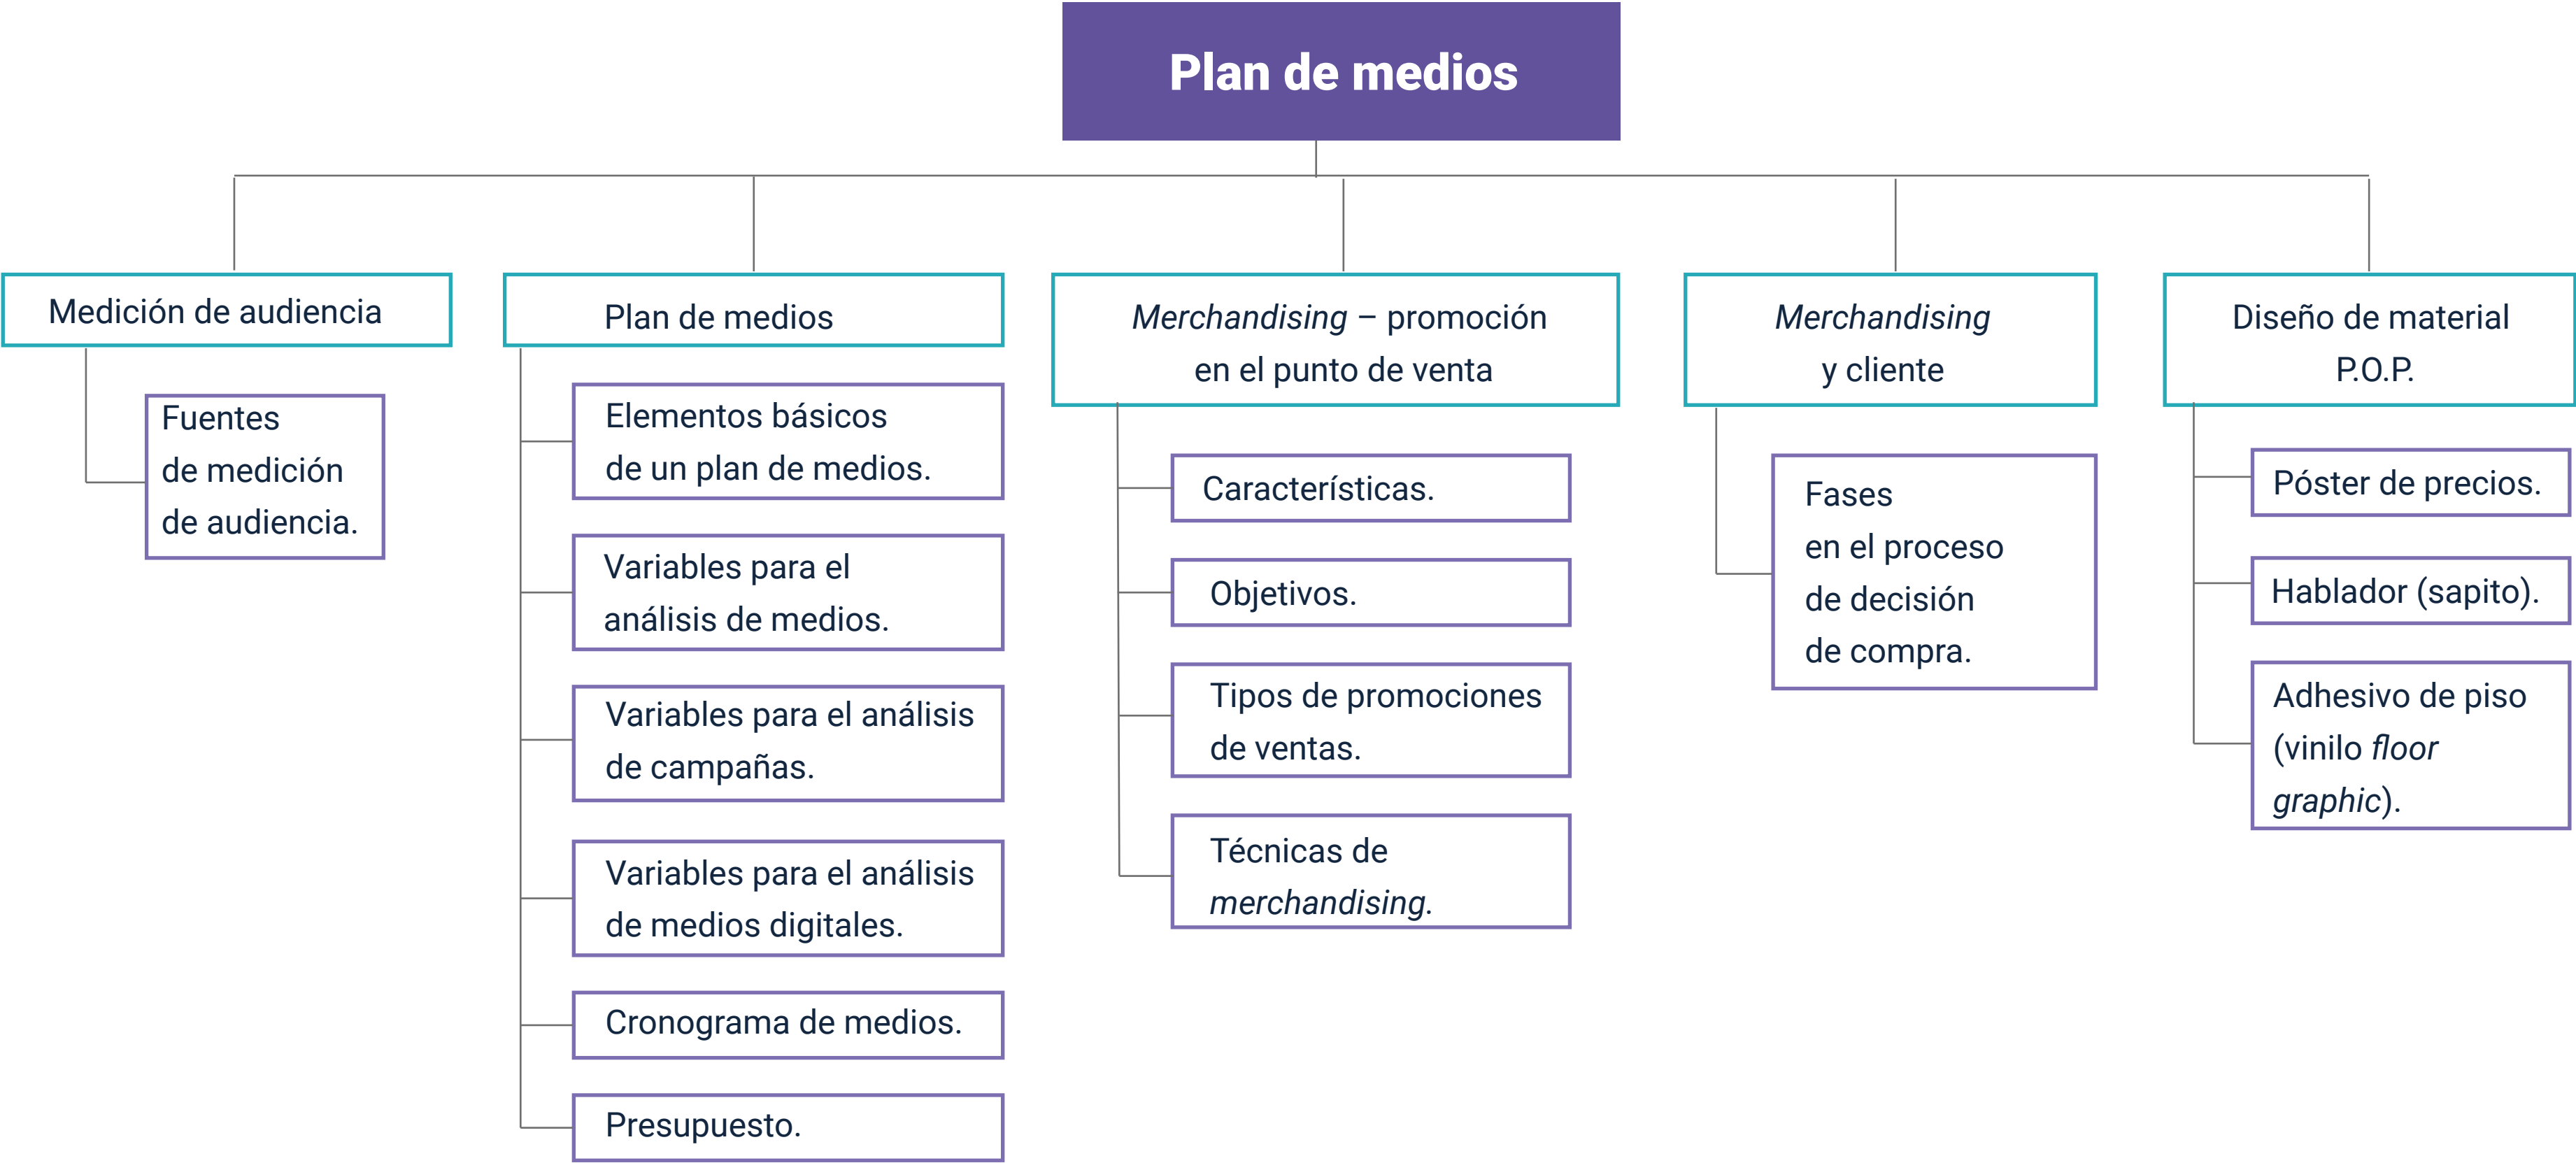 Plan de medios
Medición de audiencia
Fuentes
de medición
de audiencia.
Plan de medios
Elementos básicos
de un plan de medios.
Variables para el
análisis de medios.
Variables para el análisis
de campañas.
Variables para el análisis
de medios digitales.
Cronograma de medios.
Presupuesto.
Merchandising – promoción
en el punto de venta
Características.
Objetivos.
Tipos de promociones
de ventas.
Técnicas de
merchandising.
Merchandising
y cliente
Fases
en el proceso
de decisión
de compra.
Diseño de material
P.O.P.
Póster de precios.
Hablador (sapito).
Adhesivo de piso
(vinilo floor
graphic).